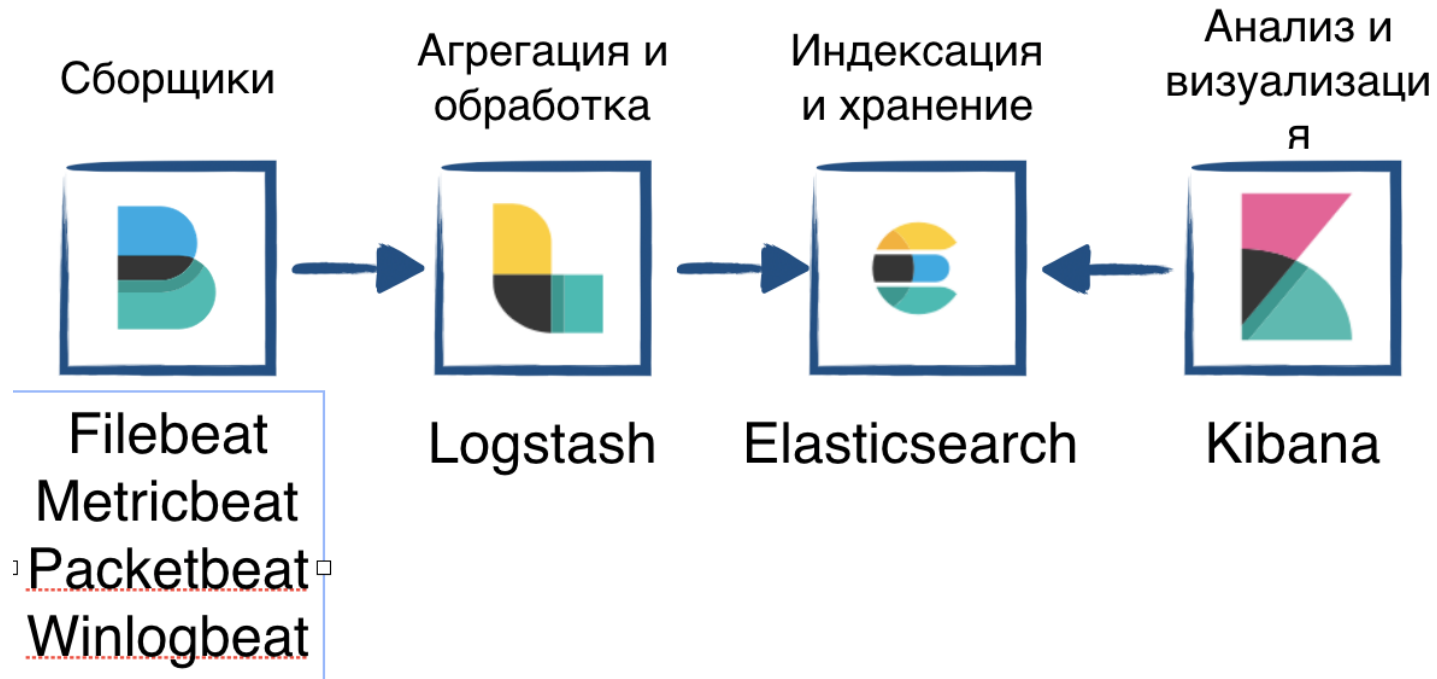 Сборщики
Агрегация и
обработка
Индексация
и хранение
Анализ и
визуализаци
я
Filebeat
Metricbeat
Packetbeat
Winlogbeat
Logstash
Elasticsearch
Kibana